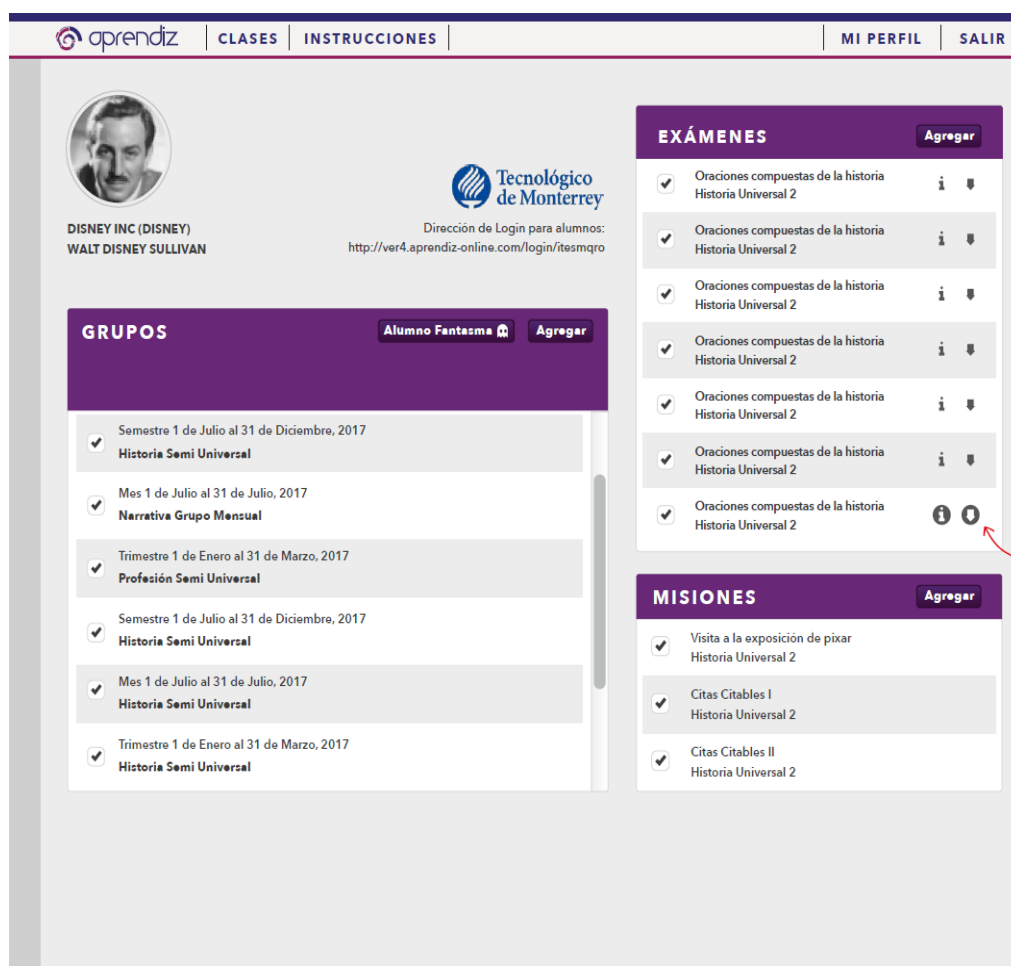 aprendiz
CLASES
INSTRUCCIONES
MI PERFIL
SALIR
DISNEY INC (DISNEY)
WALT DISNEY SULLIVAN
Tecnológico
de Monterrey
Dirección de Login para alumnos:
http://ver4.aprendiz-online.com/login/itesmqro
GRUPOS
Alumno Fantasma
Agregar
Semestre 1 de Julio al 31 de Diciembre, 2017
Historia Semi Universal
Mes 1 de Julio al 31 de Julio, 2017
Narrativa Grupo Mensual
Trimestre 1 de Enero al 31 de Marzo, 2017
Profesión Semi Universal
Semestre 1 de Julio al 31 de Diciembre, 2017
Historia Semi Universal
Mes 1 de Julio al 31 de Julio, 2017
Historia Semi Universal
Trimestre 1 de Enero al 31 de Marzo, 2017
Historia Semi Universal
EXÁMENES
Agregar
Oraciones compuestas de la historia
Historia Universal 2
Oraciones compuestas de la historia
Historia Universal 2
Oraciones compuestas de la historia
Historia Universal 2
Oraciones compuestas de la historia
Historia Universal 2
Oraciones compuestas de la historia
Historia Universal 2
Oraciones compuestas de la historia
Historia Universal 2
Oraciones compuestas de la historia
Historia Universal 2
MISIONES
Agregar
Visita a la exposición de pixar
Historia Universal 2
Citas Citables I
Historia Universal 2
Citas Citables II
Historia Universal 2